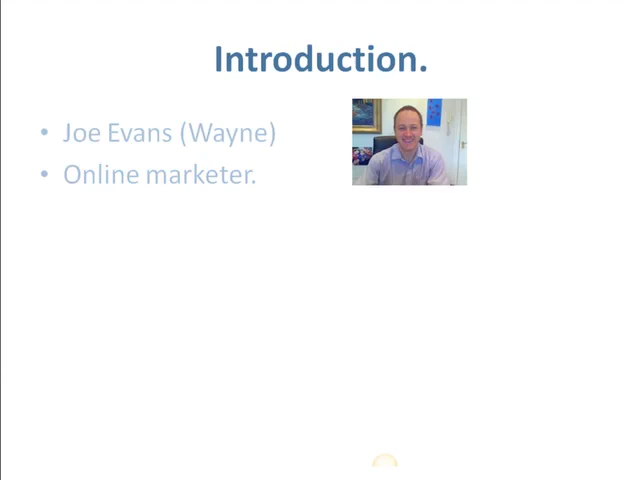 Introduction.
• Joe Evans (Wayne)
• Online marketer.